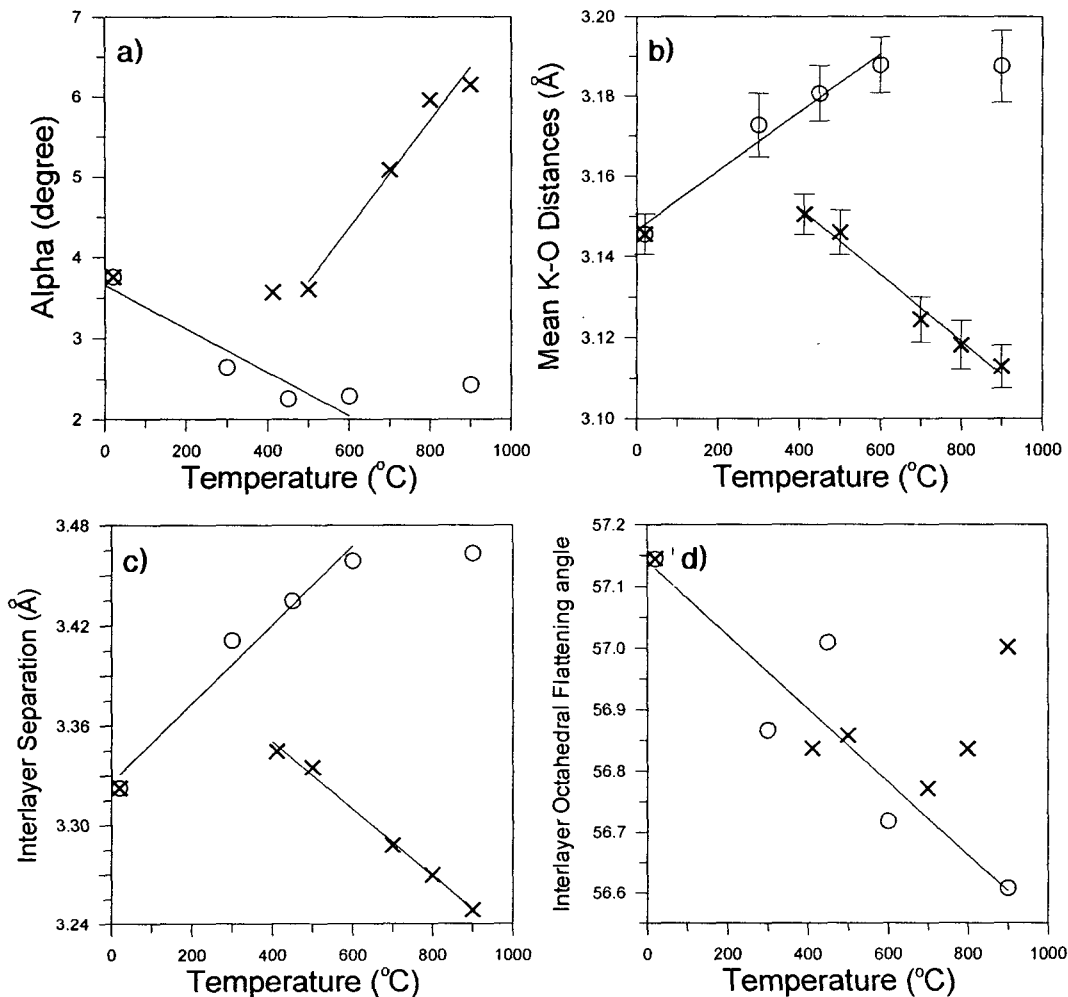 a)
Alpha (degree)
7
6
5
4
3
2
0 200 400 600 800 1000
Temperature (°C)
b)
Mean K-O Distances (Å)
3.20
3.18
3.16
3.14
3.12
3.10
0 200 400 600 800 1000
Temperature (°C)
c)
Interlayer Separation (Å)
3.48
3.42
3.36
3.30
3.24
0 200 400 600 800 1000
Temperature (°C)
d)
Interlayer Octahedral Flattening angle
57.2
57.1
57.0
56.9
56.8
56.7
56.6
0 200 400 600 800 1000
Temperature (°C)